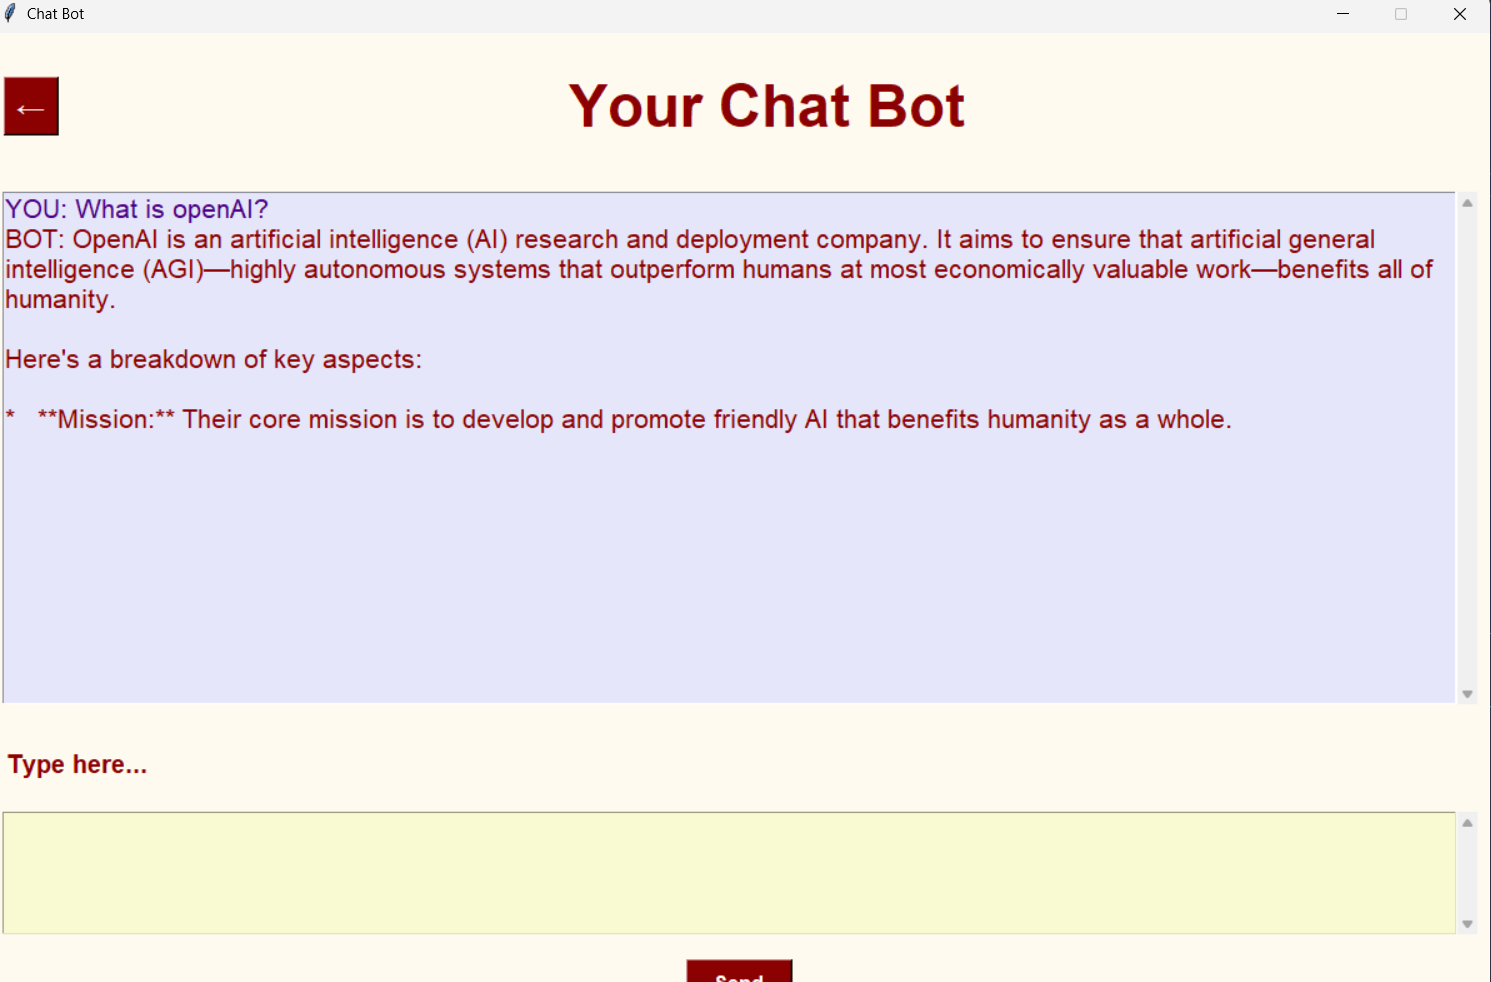 Chat Bot
←
Your Chat Bot
YOU: What is openAI?
BOT: OpenAI is an artificial intelligence (AI) research and deployment company. It aims to ensure that artificial general
intelligence (AGI)—highly autonomous systems that outperform humans at most economically valuable work—benefits all of
humanity.
Here's a breakdown of key aspects:
*   **Mission:** Their core mission is to develop and promote friendly AI that benefits humanity as a whole.
Type here...
Send